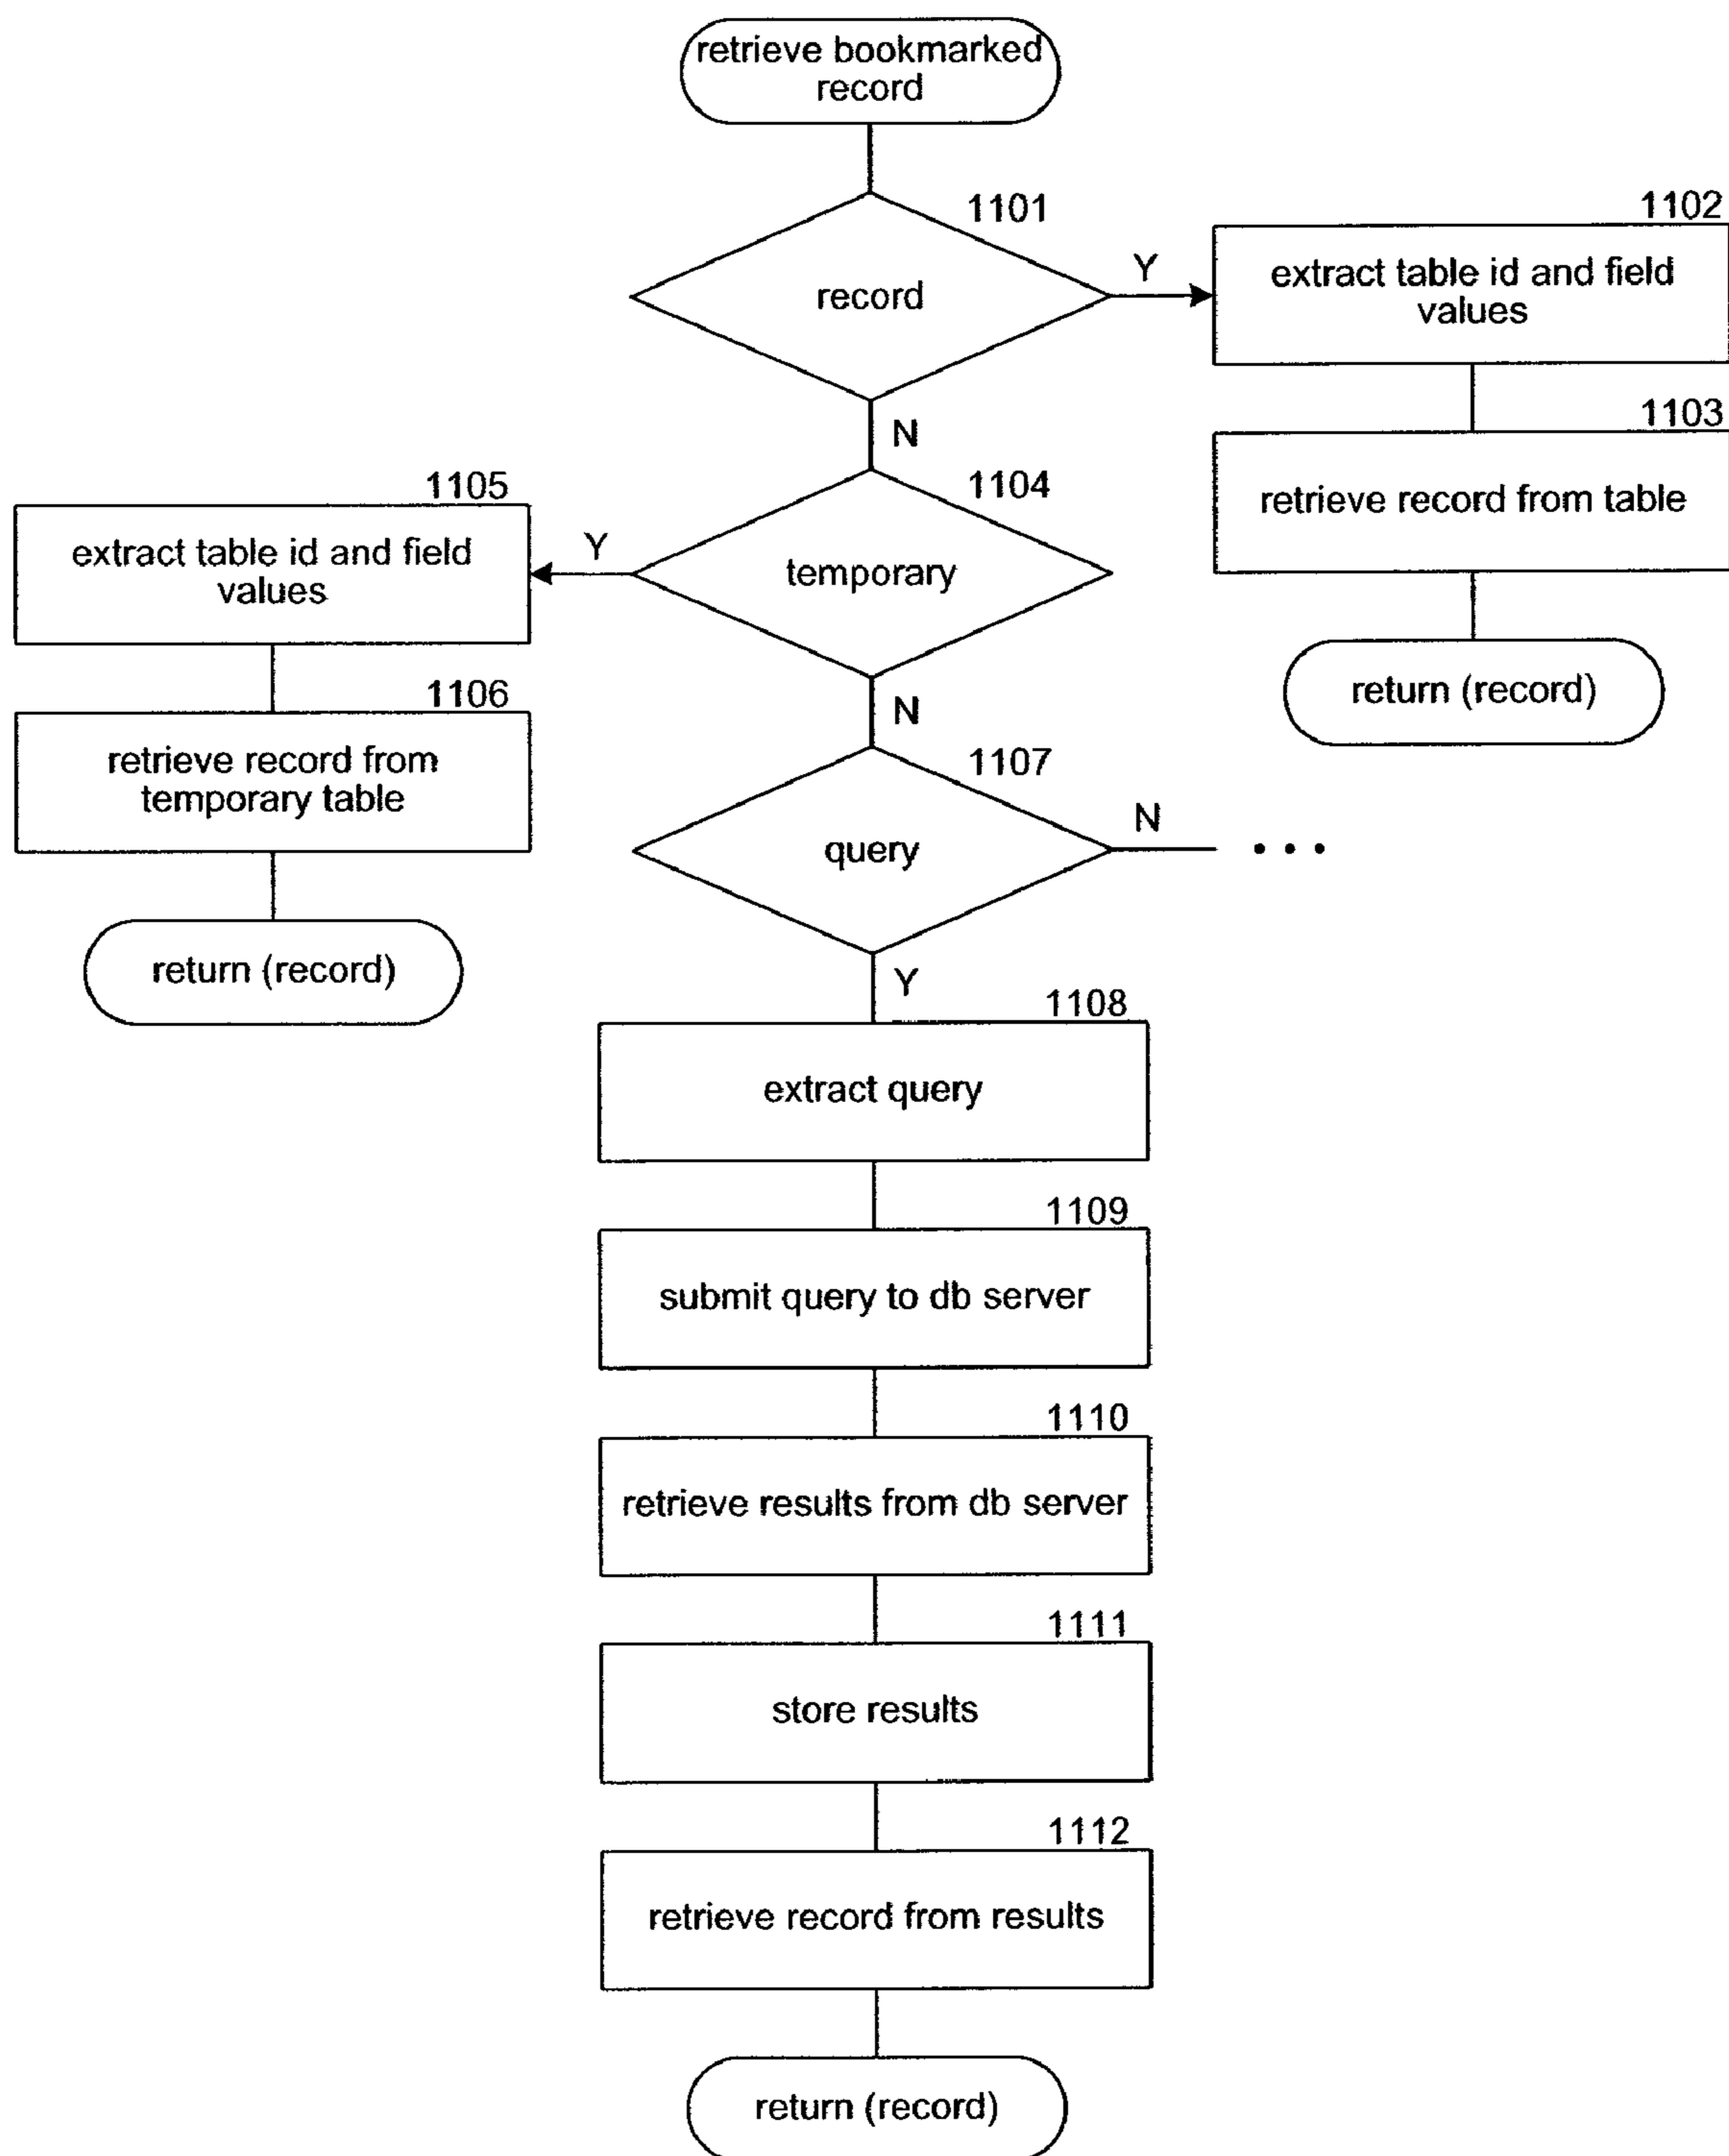 retrieve bookmarked
record
1101
record
Y
1102
extract table id and field
values
1103
retrieve record from table
return (record)
N
1104
temporary
Y
1105
extract table id and field
values
1106
retrieve record from
temporary table
return (record)
N
1107
query
N
...
Y
1108
extract query
1109
submit query to db server
1110
retrieve results from db server
1111
store results
1112
retrieve record from results
return (record)